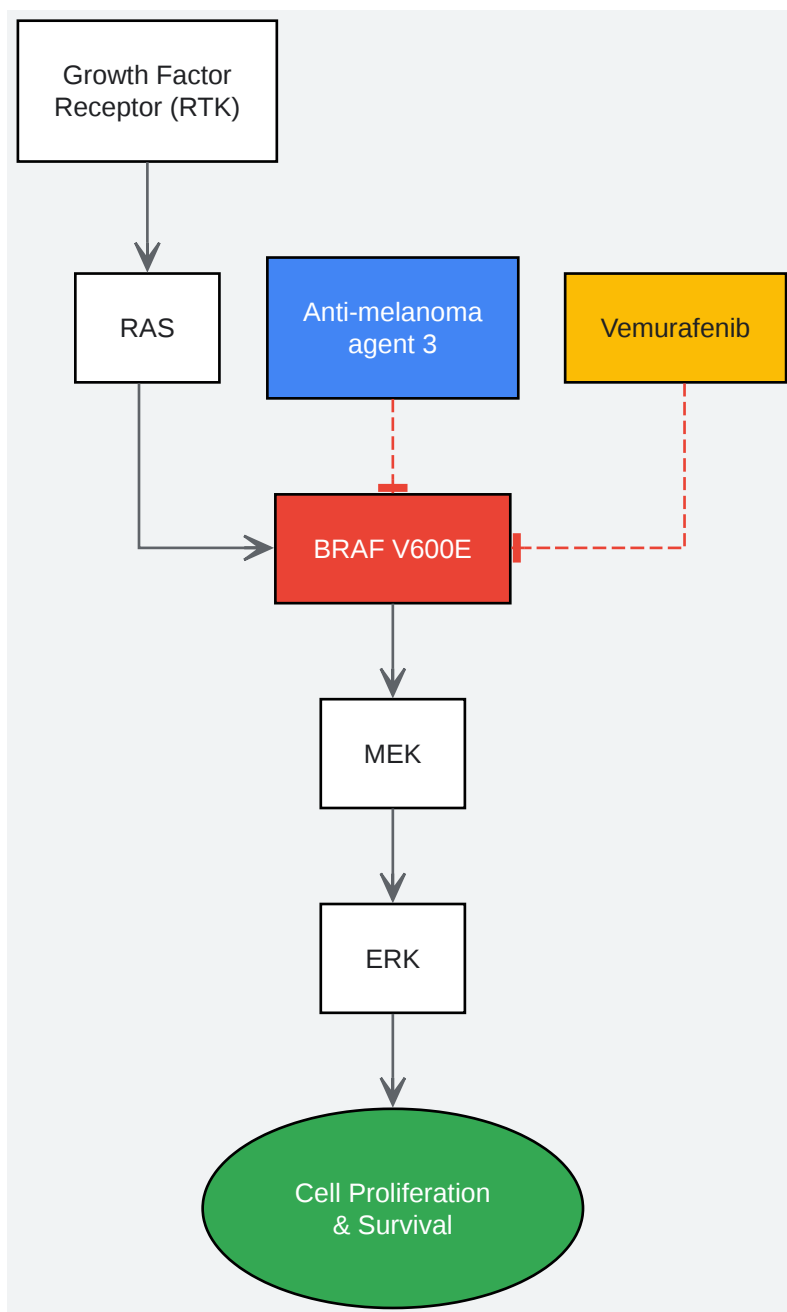 Growth Factor
Receptor (RTK)
RAS
Anti-melanoma
agent 3
Vemurafenib
BRAF V600E
MEK
ERK
Cell Proliferation
& Survival